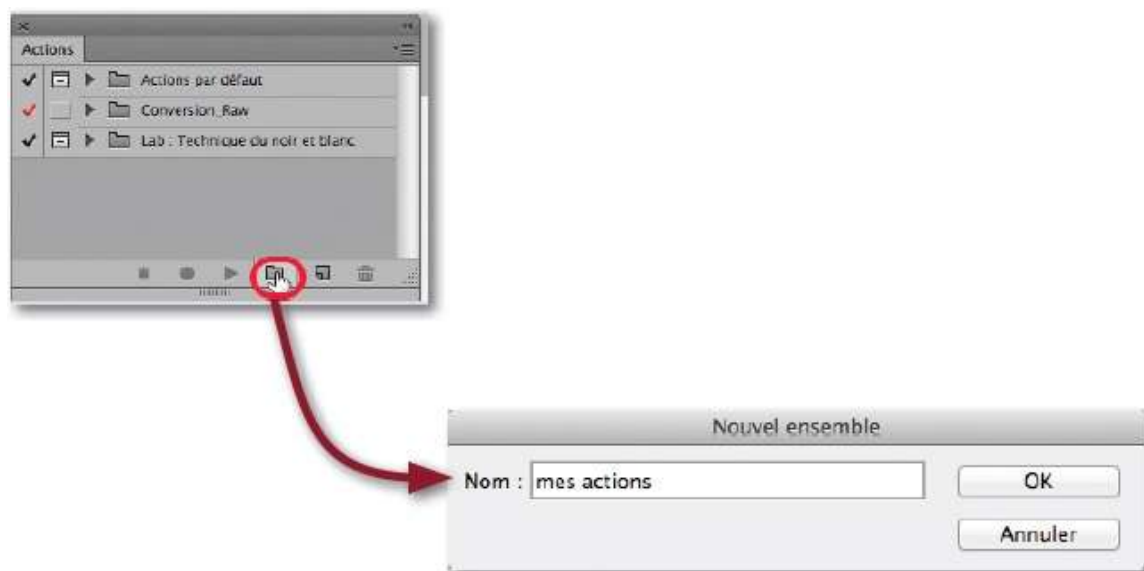 Actions
Actions par défaut
Conversion_Raw
Lab : Technique du noir et blanc
Nouvel ensemble
Nom : mes actions
OK
Annuler